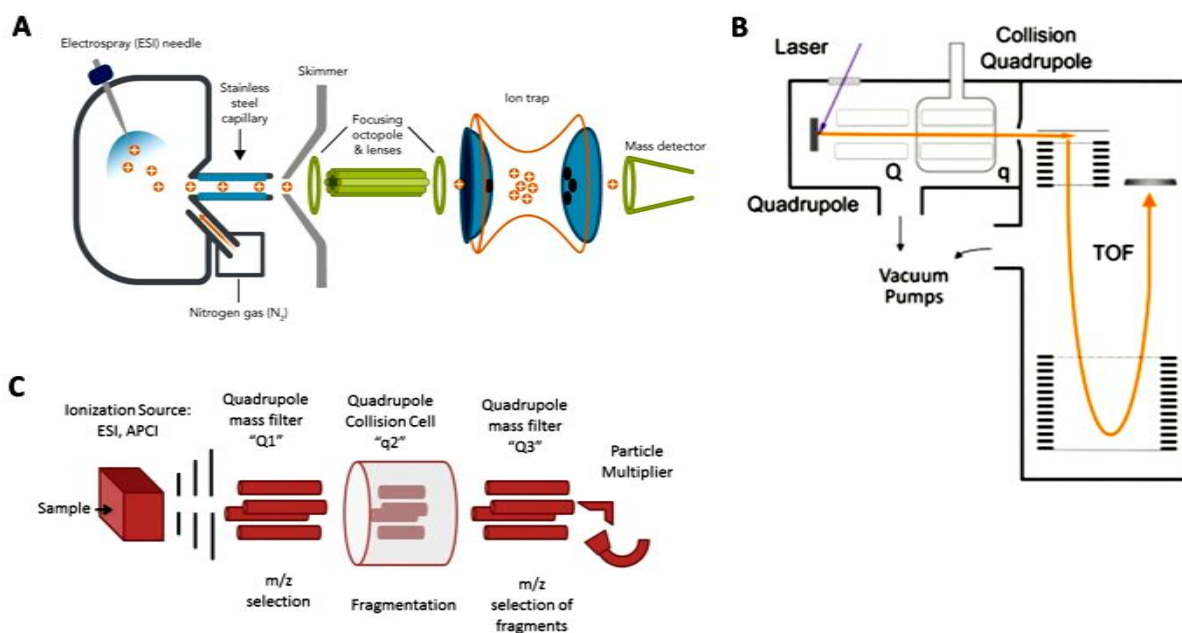 A
Electrospray (ESI) needle
Stainless
steel
capillary
Skimmer
Focusing
octopole
& lenses
Ion trap
Mass detector
Nitrogen gas (N₂)
B
Laser
Collision
Quadrupole
Q
q
Quadrupole
Vacuum
Pumps
TOF
C
Ionization Source:
ESI, APCI
Sample
Quadrupole
mass filter
“Q1”
Quadrupole
Collision Cell
“q2”
Quadrupole
mass filter
“Q3”
Particle
Multiplier
m/z
selection
Fragmentation
m/z
selection of
fragments